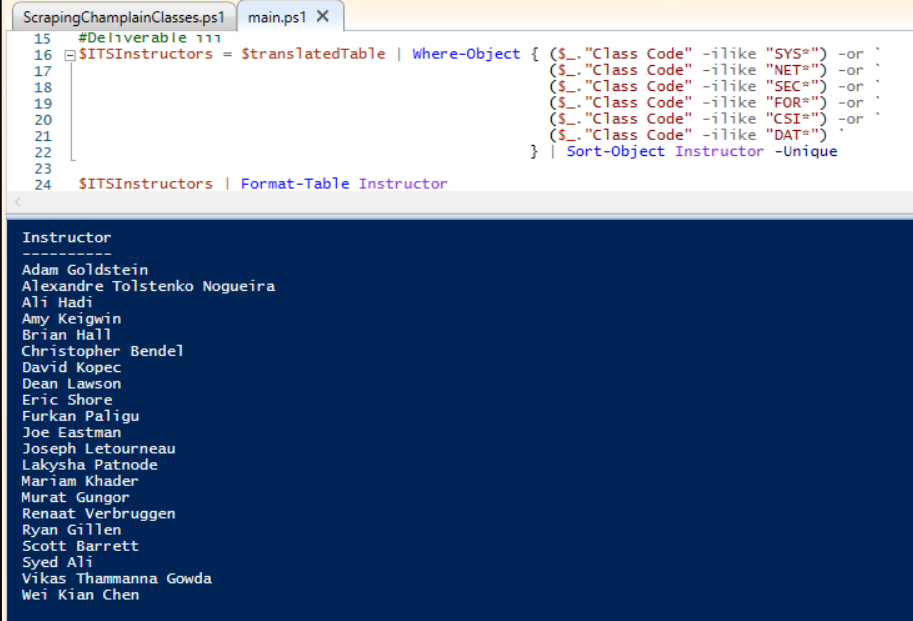 ScrapingChamplainClasses.ps1 main.ps1 X
15 #Deliverable iii
16 $ITSInstructors = $translatedTable | Where-Object { ($_."Class Code" -ilike "SYS*") -or `
17 ($_."Class Code" -ilike "NET*") -or `
18 ($_."Class Code" -ilike "SEC*") -or `
19 ($_."Class Code" -ilike "FOR*") -or `
20 ($_."Class Code" -ilike "CSI*") -or `
21 ($_."Class Code" -ilike "DAT*") `
22 } | Sort-Object Instructor -Unique
23
24 $ITSInstructors | Format-Table Instructor
Instructor
----------
Adam Goldstein
Alexandre Tolstenko Nogueira
Ali Hadi
Amy Keigwin
Brian Hall
Christopher Bendel
David Kopec
Dean Lawson
Eric Shore
Furkan Paligu
Joe Eastman
Joseph Letourneau
Lakysha Patnode
Mariam Khader
Murat Gungor
Renaat Verbruggen
Ryan Gillen
Scott Barrett
Syed Ali
Vikas Thammanna Gowda
Wei Kian Chen